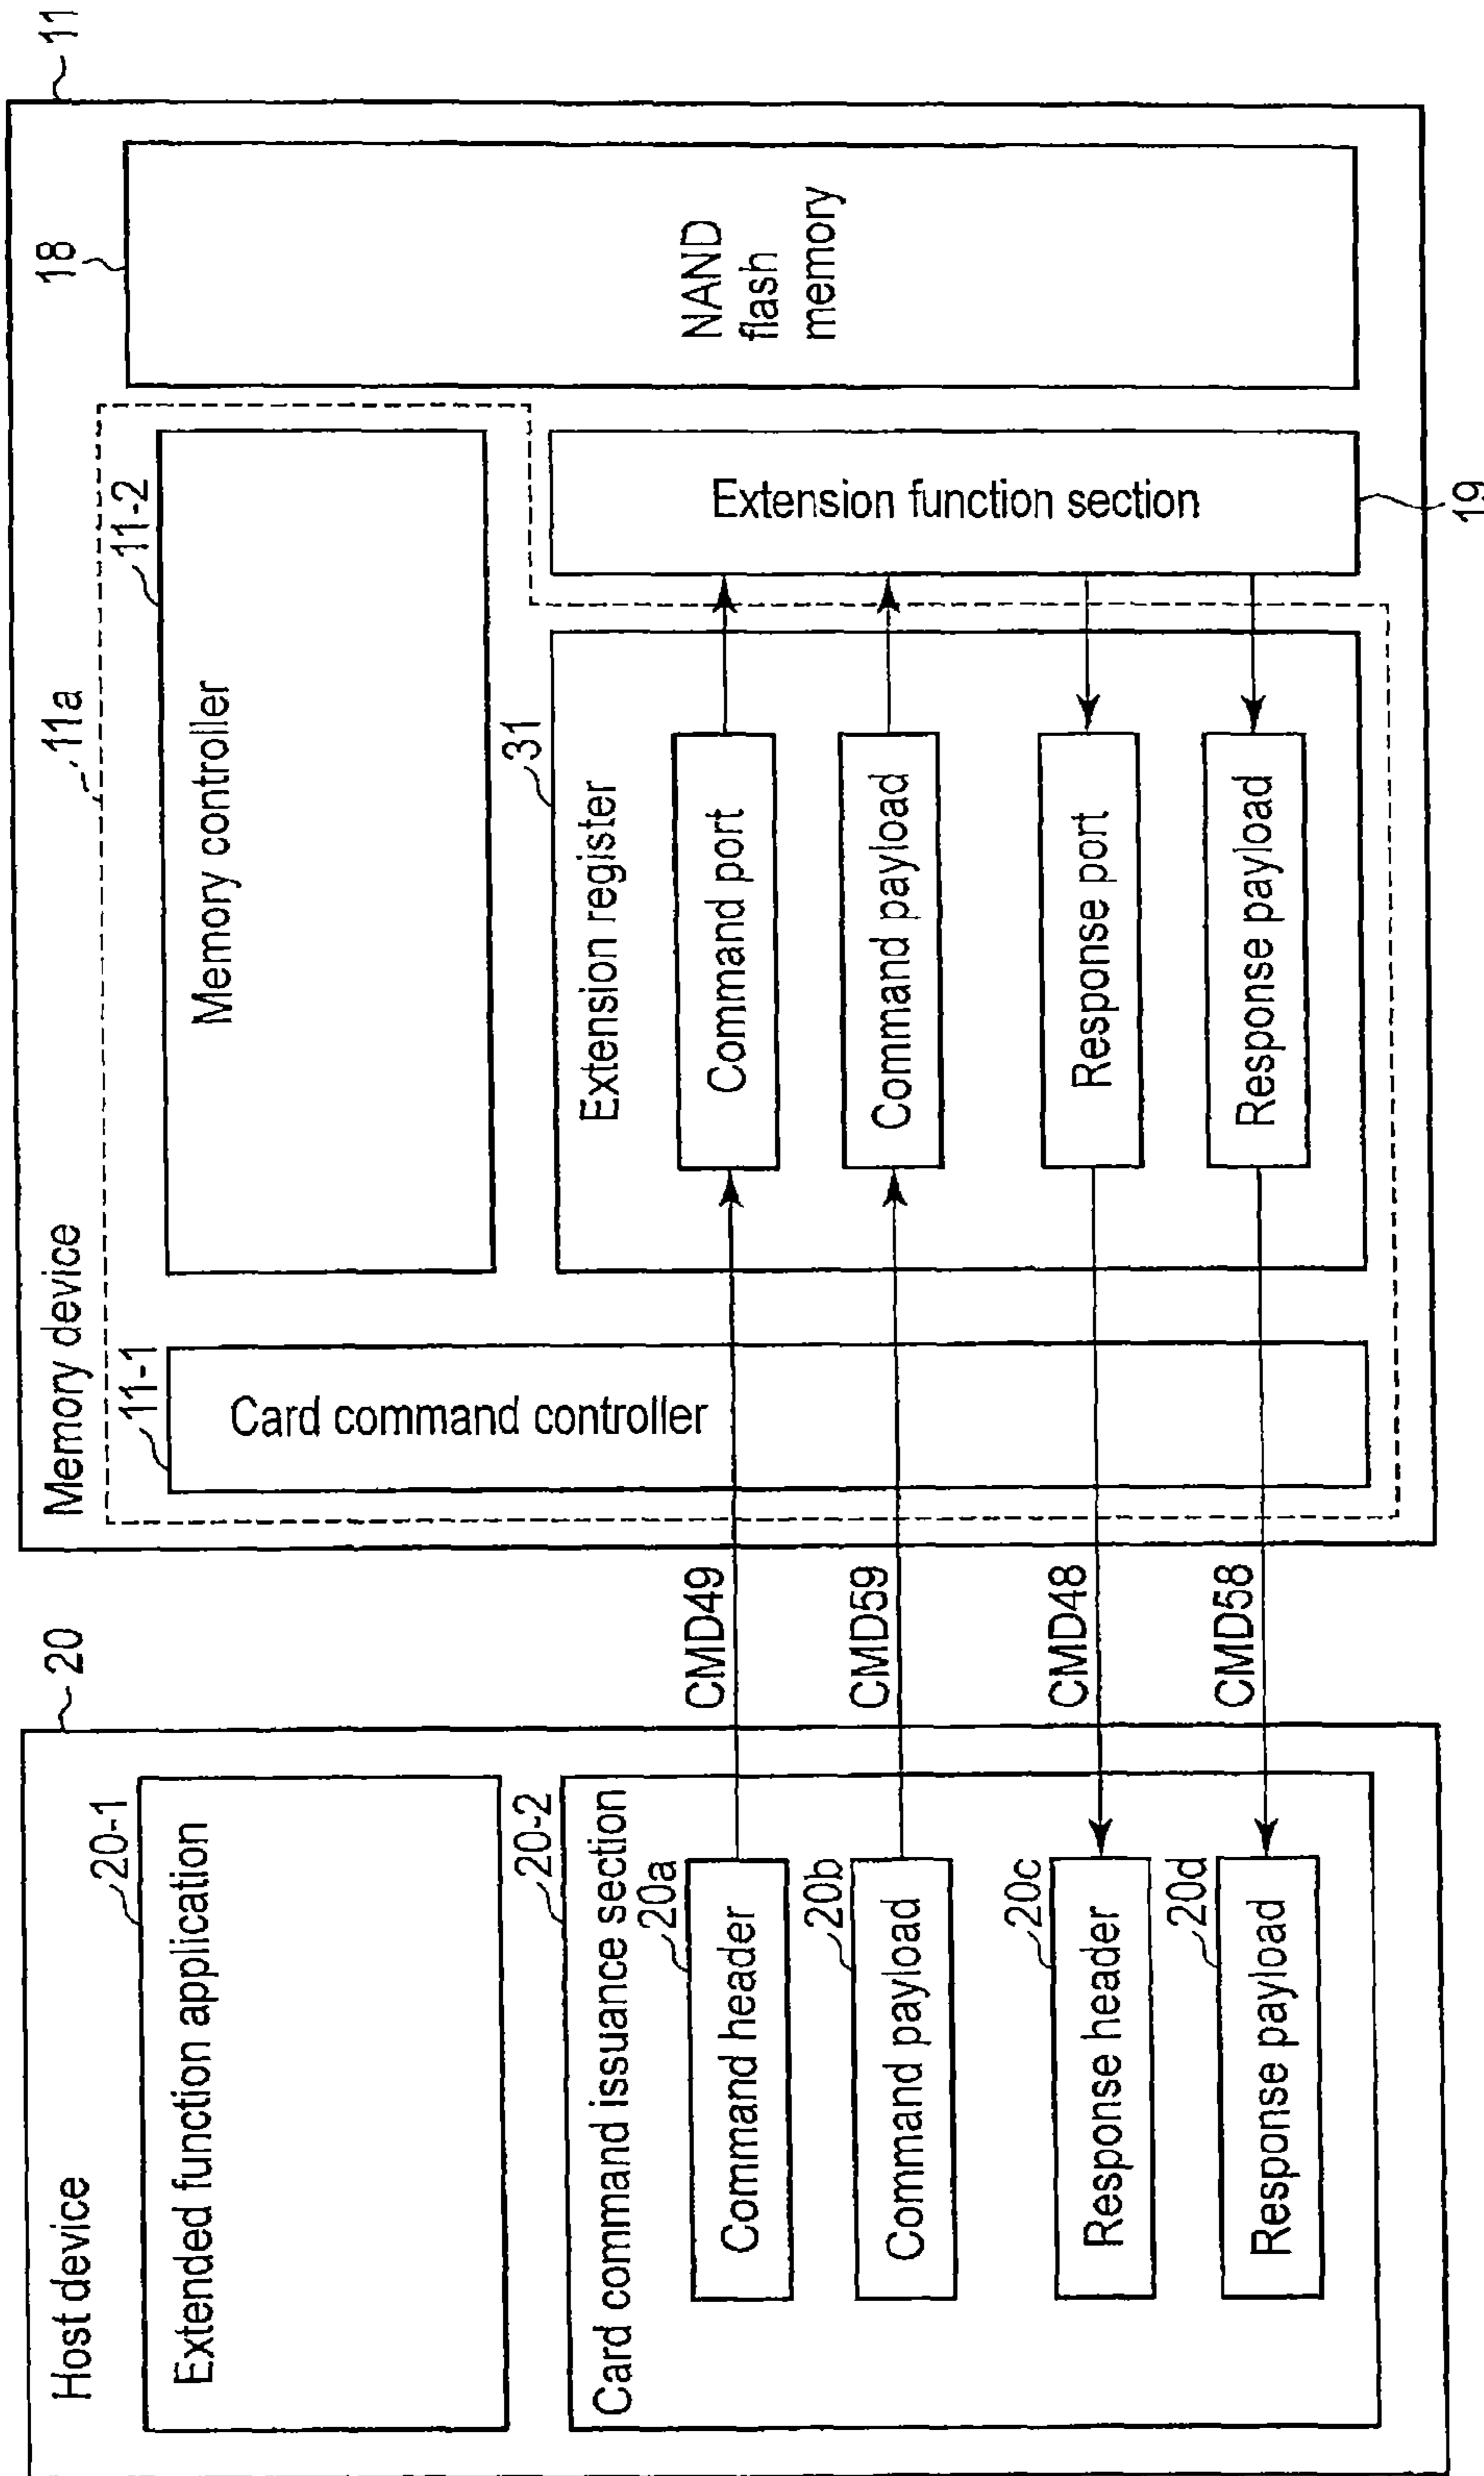 Host device
20
Extended function application
20-1
Card command issuance section
20-2
Command header
20a
Command payload
20b
Response header
20c
Response payload
20d
CMD49
CMD59
CMD48
CMD58
Memory device
11
11a
11-1
Card command controller
11-2
Memory controller
31
Extension register
Command port
Command payload
Response port
Response payload
Extension function section
19
18
NAND
flash
memory